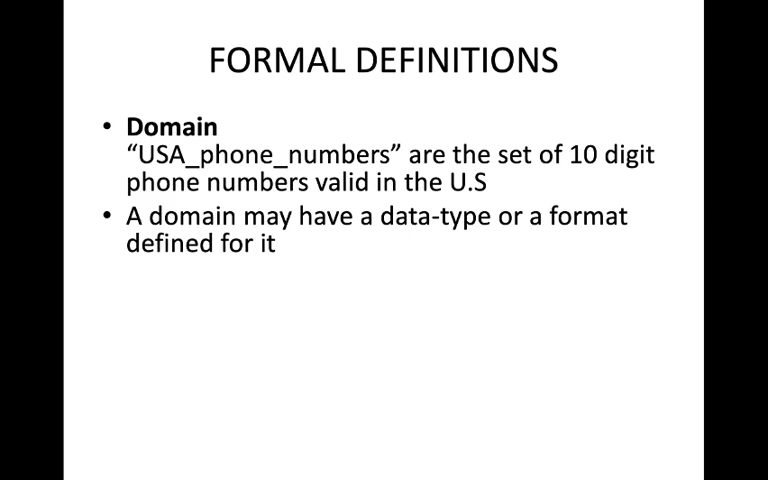 FORMAL DEFINITIONS
• Domain
“USA_phone_numbers” are the set of 10 digit
phone numbers valid in the U.S
• A domain may have a data-type or a format
defined for it